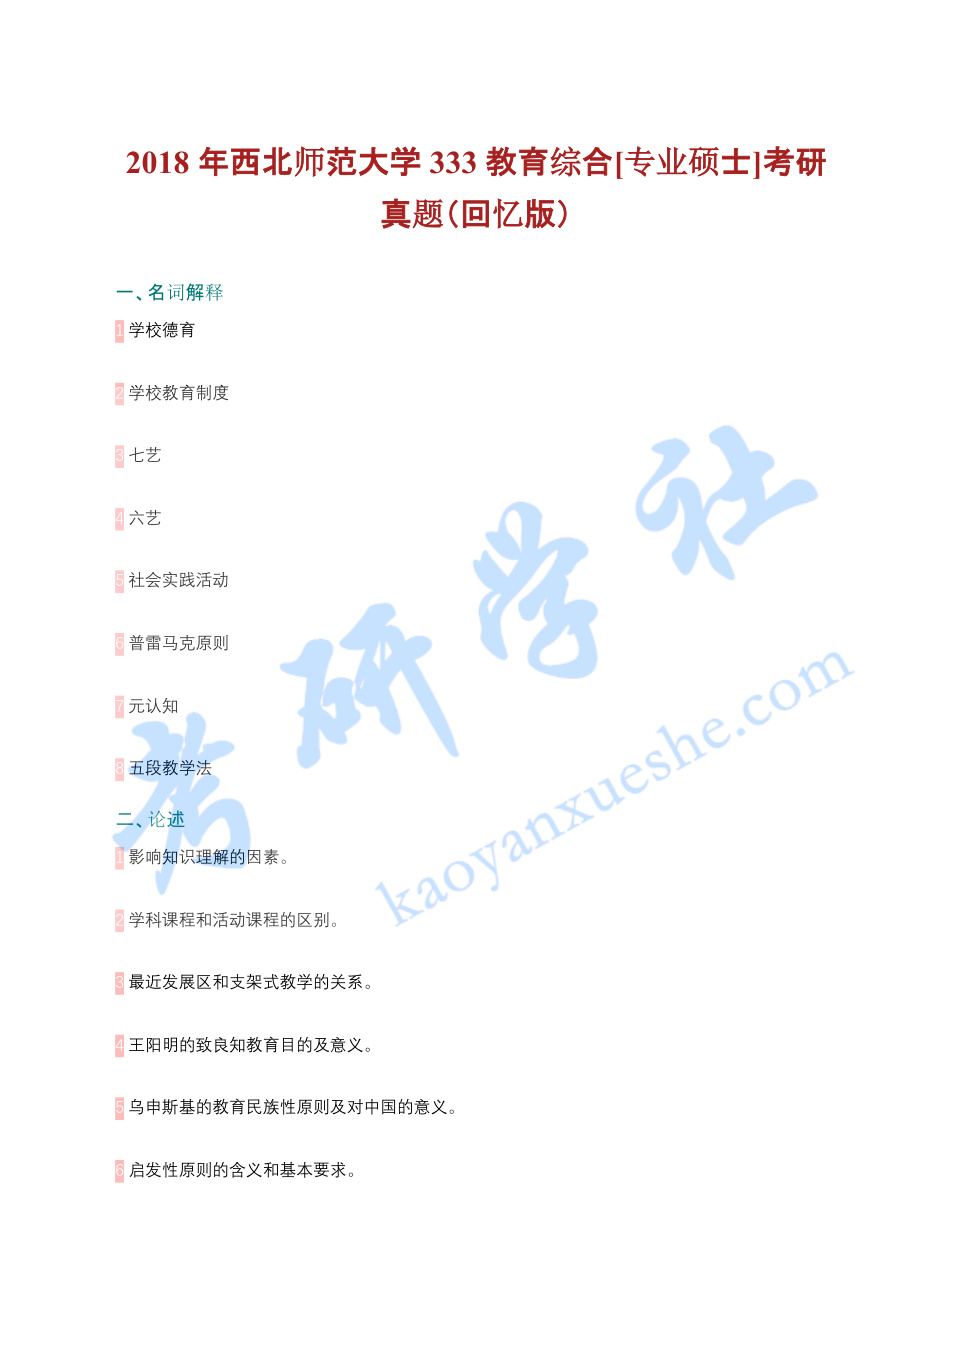 2018 年西北师范大学 333 教育综合[专业硕士]考研
真题（回忆版）
一、名词解释
1 学校德育
2 学校教育制度
3 七艺
4 六艺
5 社会实践活动
6 普雷马克原则
7 元认知
8 五段教学法
二、论述
1 影响知识理解的因素。
2 学科课程和活动课程的区别。
3 最近发展区和支架式教学的关系。
4 王阳明的致良知教育目的及意义。
5 乌申斯基的教育民族性原则及对中国的意义。
6 启发性原则的含义和基本要求。
考研学社
kaoyanxueshe.com